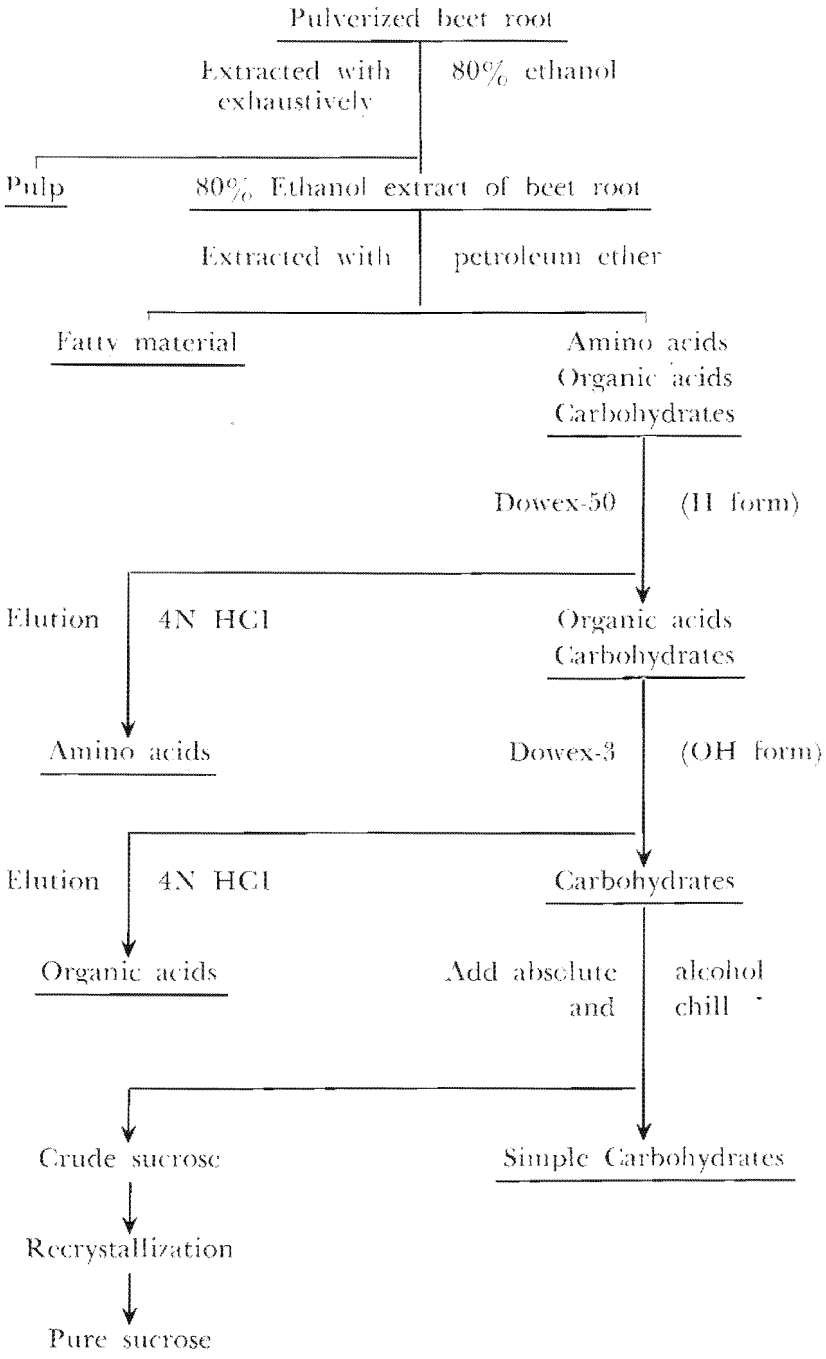 Pulverized beet root
Extracted with 80% ethanol
exhaustively
Pulp 80% Ethanol extract of beet root
Extracted with petroleum ether
Fatty material Amino acids
Organic acids
Carbohydrates
Dowex-50 (H form)
Elution 4N HCl Organic acids
Carbohydrates
Amino acids Dowex-3 (OH form)
Elution 4N HCl Carbohydrates
Organic acids Add absolute alcohol
and chill
Crude sucrose Simple Carbohydrates
Recrystallization
Pure sucrose